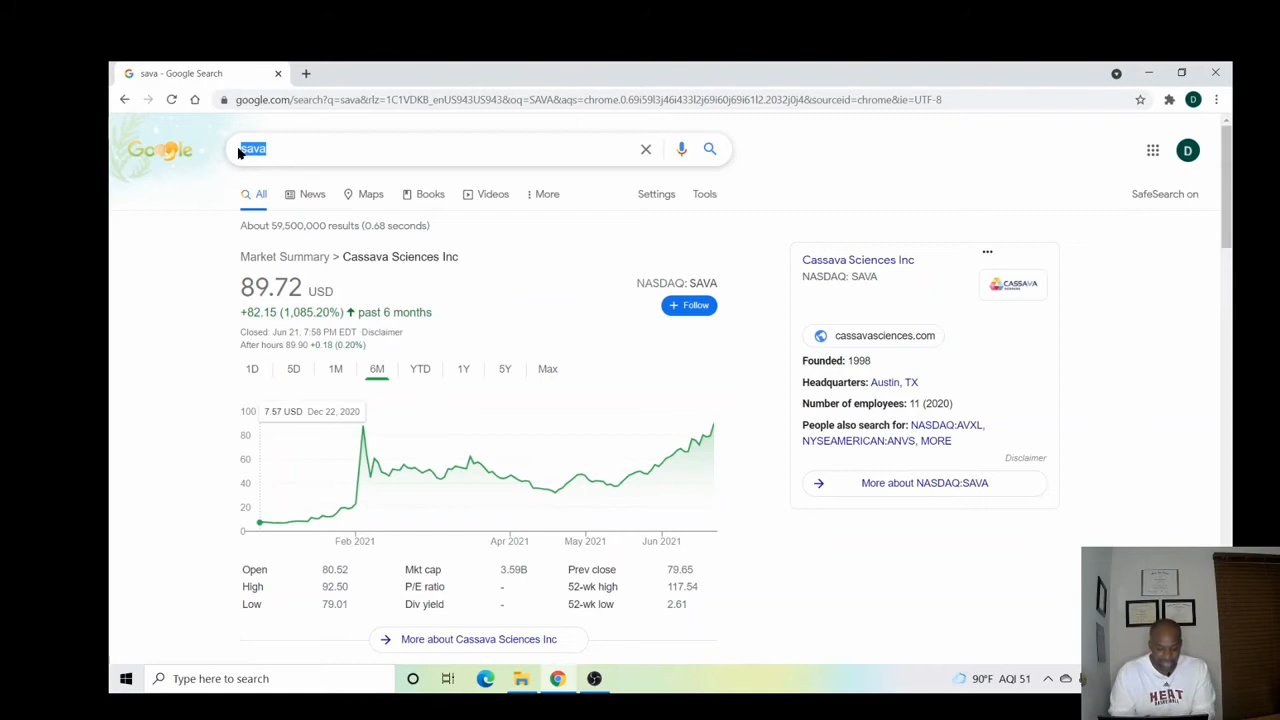 sava - Google Search
google.com/search?q=sava&rlz=1C1VDKB_enUS943US943&oq=SAVA&aqs=chrome.0.69i59l3j46i433l2j69i60j69i61l2.2032j0j4&sourceid=chrome&ie=UTF-8
D
Google
sava
D
All
News
Maps
Books
Videos
More
Settings
Tools
SafeSearch on
About 59,500,000 results (0.68 seconds)
Market Summary > Cassava Sciences Inc
89.72 USD
NASDAQ: SAVA
+ Follow
+82.15 (1,085.20%) ↑ past 6 months
Closed: Jun 21, 7:58 PM EDT · Disclaimer
After hours 89.90 +0.18 (0.20%)
1D 5D 1M 6M YTD 1Y 5Y Max
7.57 USD Dec 22, 2020
100
80
60
40
20
0
Feb 2021 Apr 2021 May 2021 Jun 2021
Open 80.52 Mkt cap 3.59B Prev close 79.65
High 92.50 P/E ratio - 52-wk high 117.54
Low 79.01 Div yield - 52-wk low 2.61
More about Cassava Sciences Inc
Cassava Sciences Inc
NASDAQ: SAVA
CASSAVA
cassavasciences.com
Founded: 1998
Headquarters: Austin, TX
Number of employees: 11 (2020)
People also search for: NASDAQ:AVXL,
NYSEAMERICAN:ANVS, MORE
Disclaimer
More about NASDAQ:SAVA
Type here to search
90°F AQI 51
HEAT